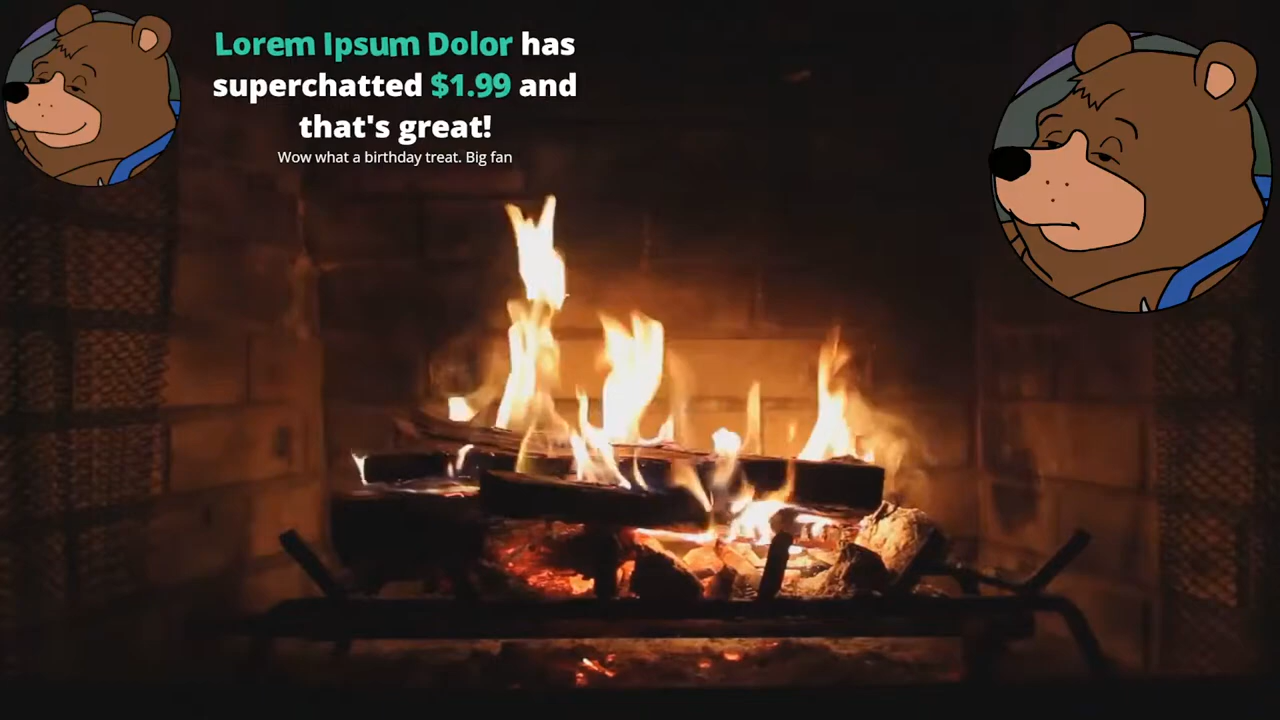 Lorem Ipsum Dolor has
superchatted $1.99 and
that's great!
Wow what a birthday treat. Big fan